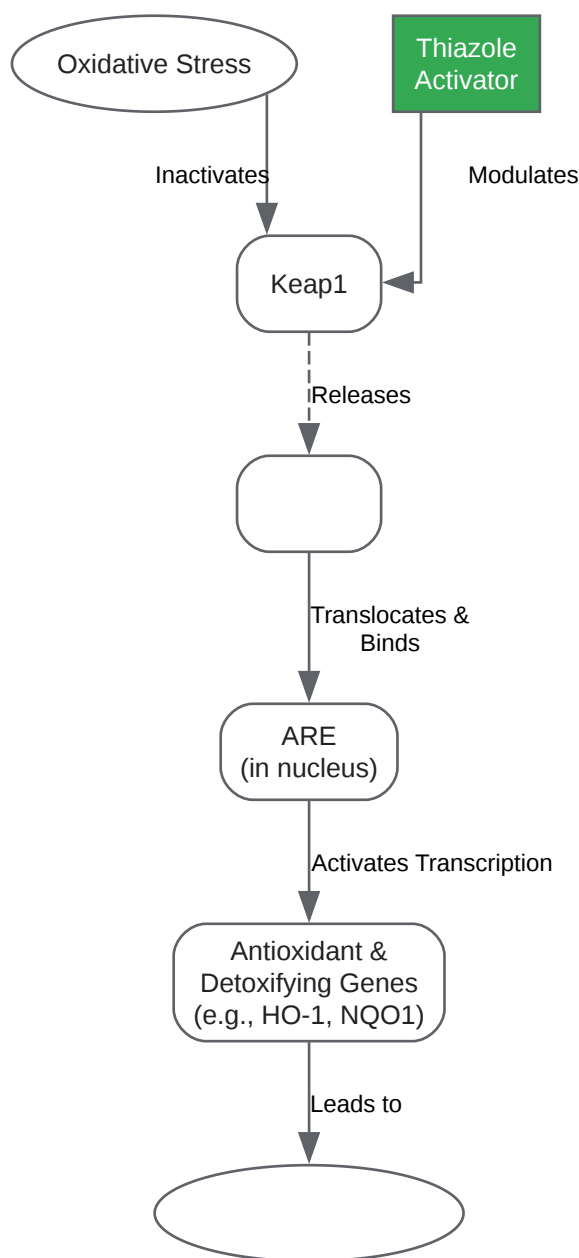 Oxidative Stress
Thiazole
Activator
Inactivates
Modulates
Keap1
Releases
Translocates &
Binds
ARE
(in nucleus)
Activates Transcription
Antioxidant &
Detoxifying Genes
(e.g., HO-1, NQO1)
Leads to